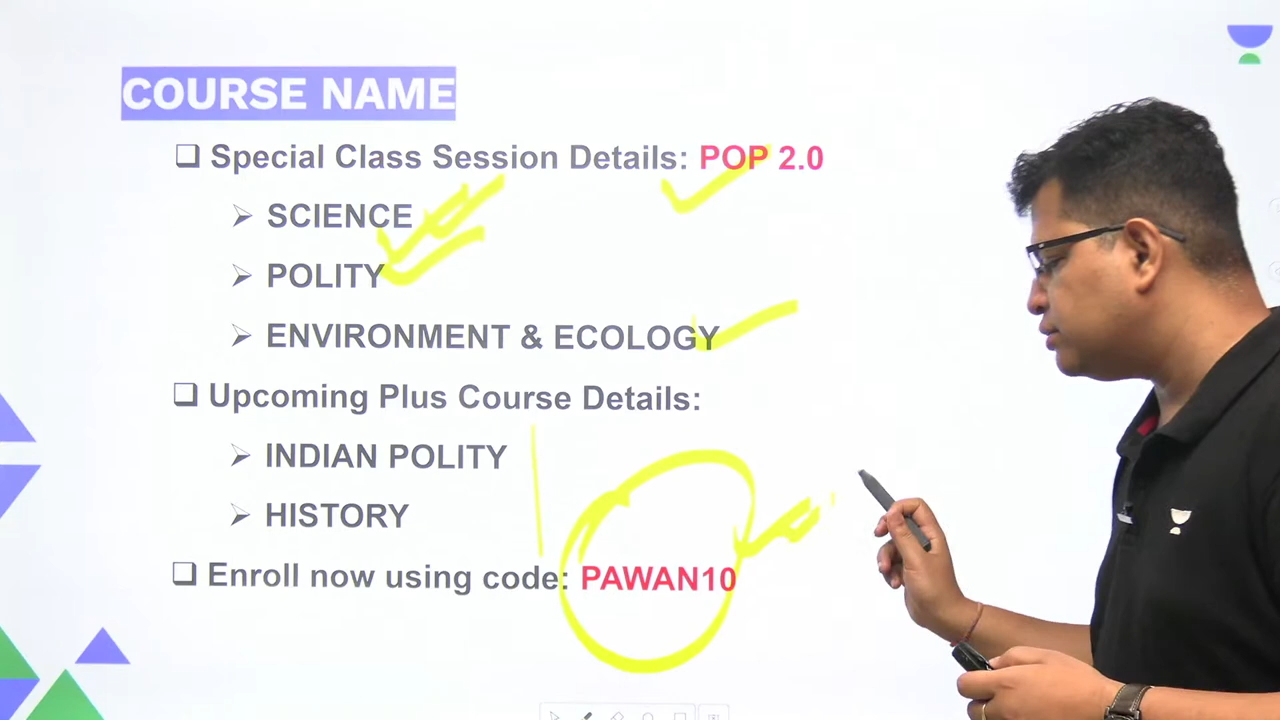 COURSE NAME
❑ Special Class Session Details: POP 2.0
➢ SCIENCE
➢ POLITY
➢ ENVIRONMENT & ECOLOGY
❑ Upcoming Plus Course Details:
➢ INDIAN POLITY
➢ HISTORY
❑ Enroll now using code: PAWAN10